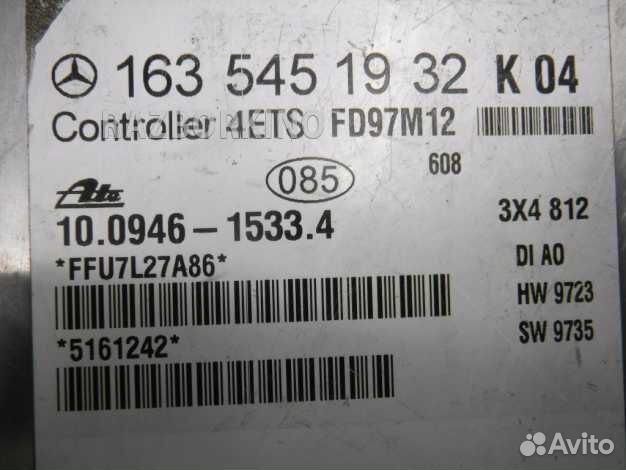 163 545 19 32 K 04
Controller 4ETS FD97M12
608
085
Ate
10.0946-1533.4
3X4 812
*FFU7L27A86*
DI AO
HW 9723
*5161242*
SW 9735
Avito